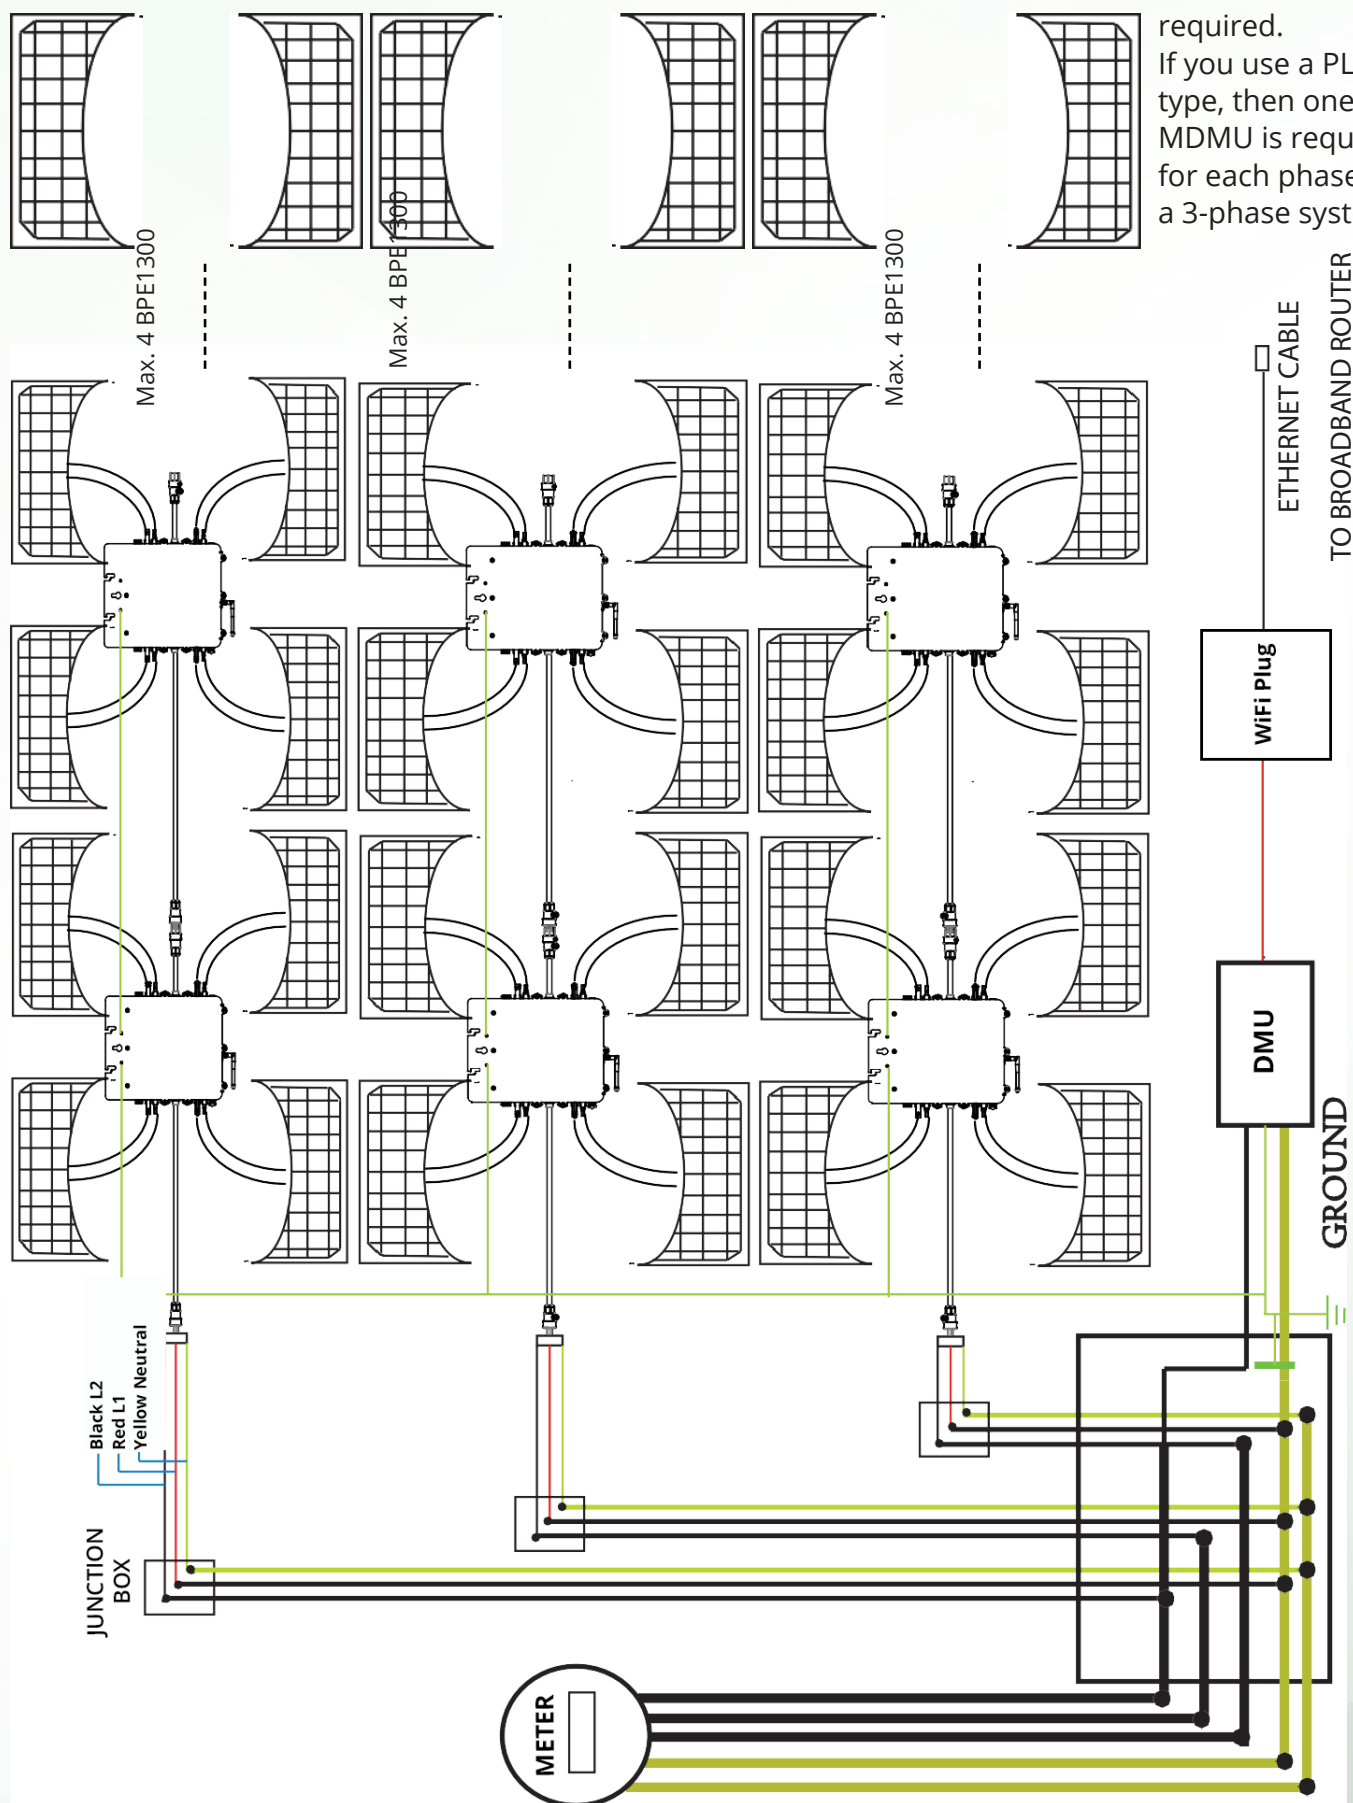 required.
If you use a PL
type, then one
MDMU is requ
for each phase
a 3-phase syst
Max. 4 BPE1300
Max. 4 BPE1300
Max. 4 BPE1300
ETHERNET CABLE
TO BROADBAND ROUTER
WiFi Plug
DMU
GROUND
Black L2
Red L1
Yellow Neutral
JUNCTION
BOX
METER